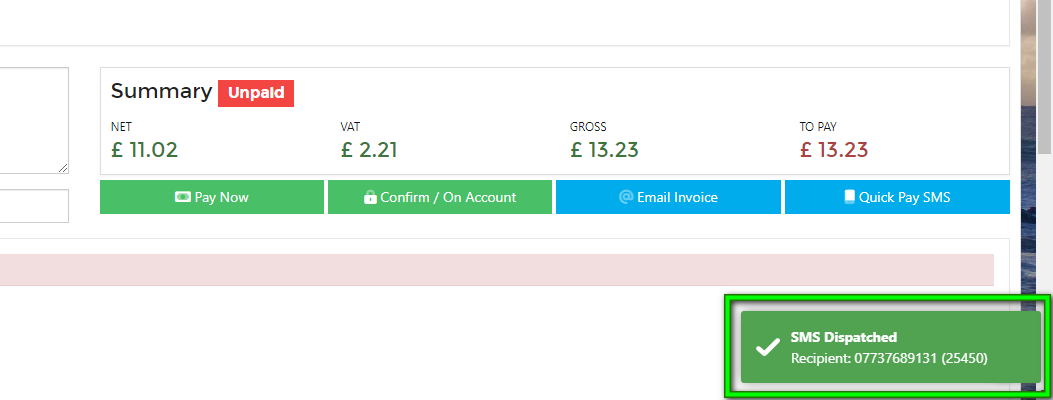 Summary Unpaid
NET VAT GROSS TO PAY
£ 11.02 £ 2.21 £ 13.23 £ 13.23
Pay Now Confirm / On Account @ Email Invoice Quick Pay SMS
SMS Dispatched
Recipient: 07737689131 (25450)